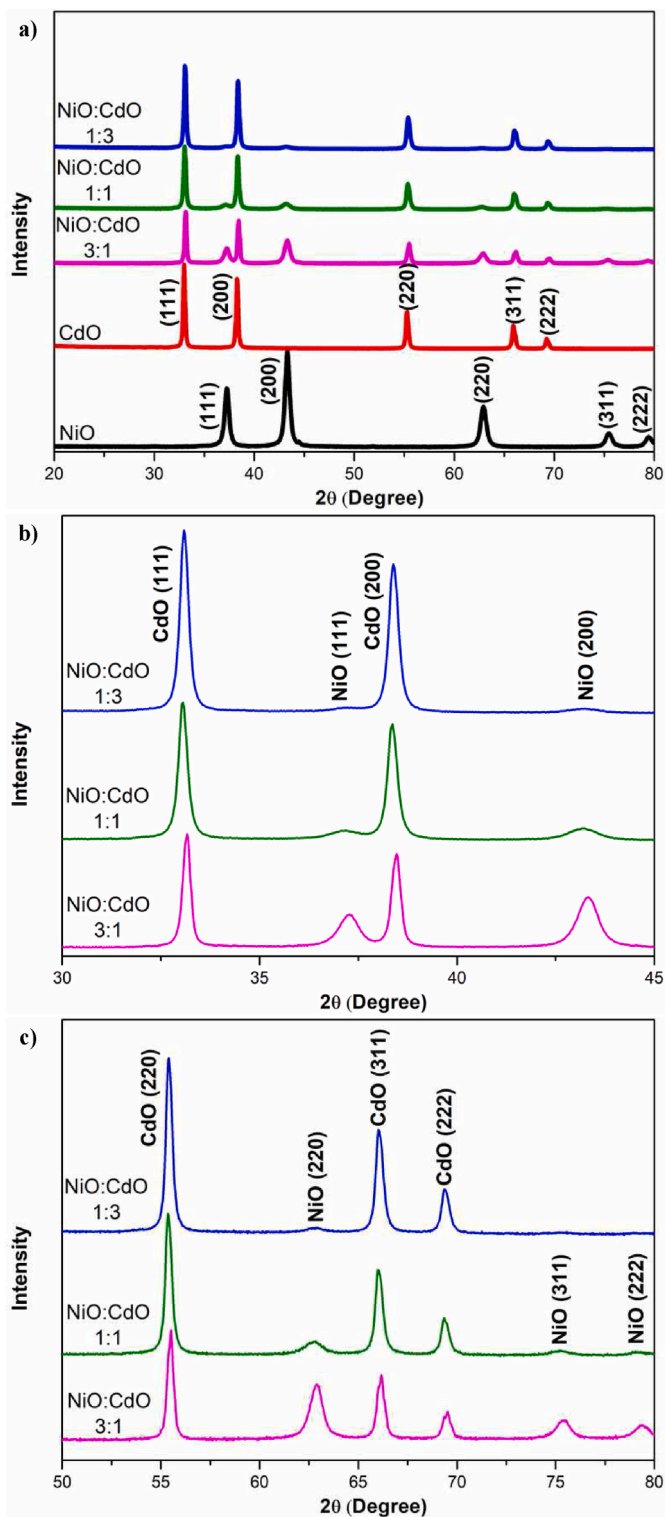 a)
NiO:CdO
1:3
NiO:CdO
1:1
NiO:CdO
3:1
(111)
(200)
(220)
(311)
(222)
CdO
(111)
(200)
(220)
(311)
(222)
NiO
20 30 40 50 60 70 80
2θ (Degree)
Intensity
b)
CdO (111)
NiO (111)
CdO (200)
NiO (200)
NiO:CdO
1:3
NiO:CdO
1:1
NiO:CdO
3:1
30 35 40 45
2θ (Degree)
Intensity
c)
CdO (220)
NiO (220)
CdO (311)
CdO (222)
NiO (311)
NiO (222)
NiO:CdO
1:3
NiO:CdO
1:1
NiO:CdO
3:1
50 55 60 65 70 75 80
2θ (Degree)
Intensity